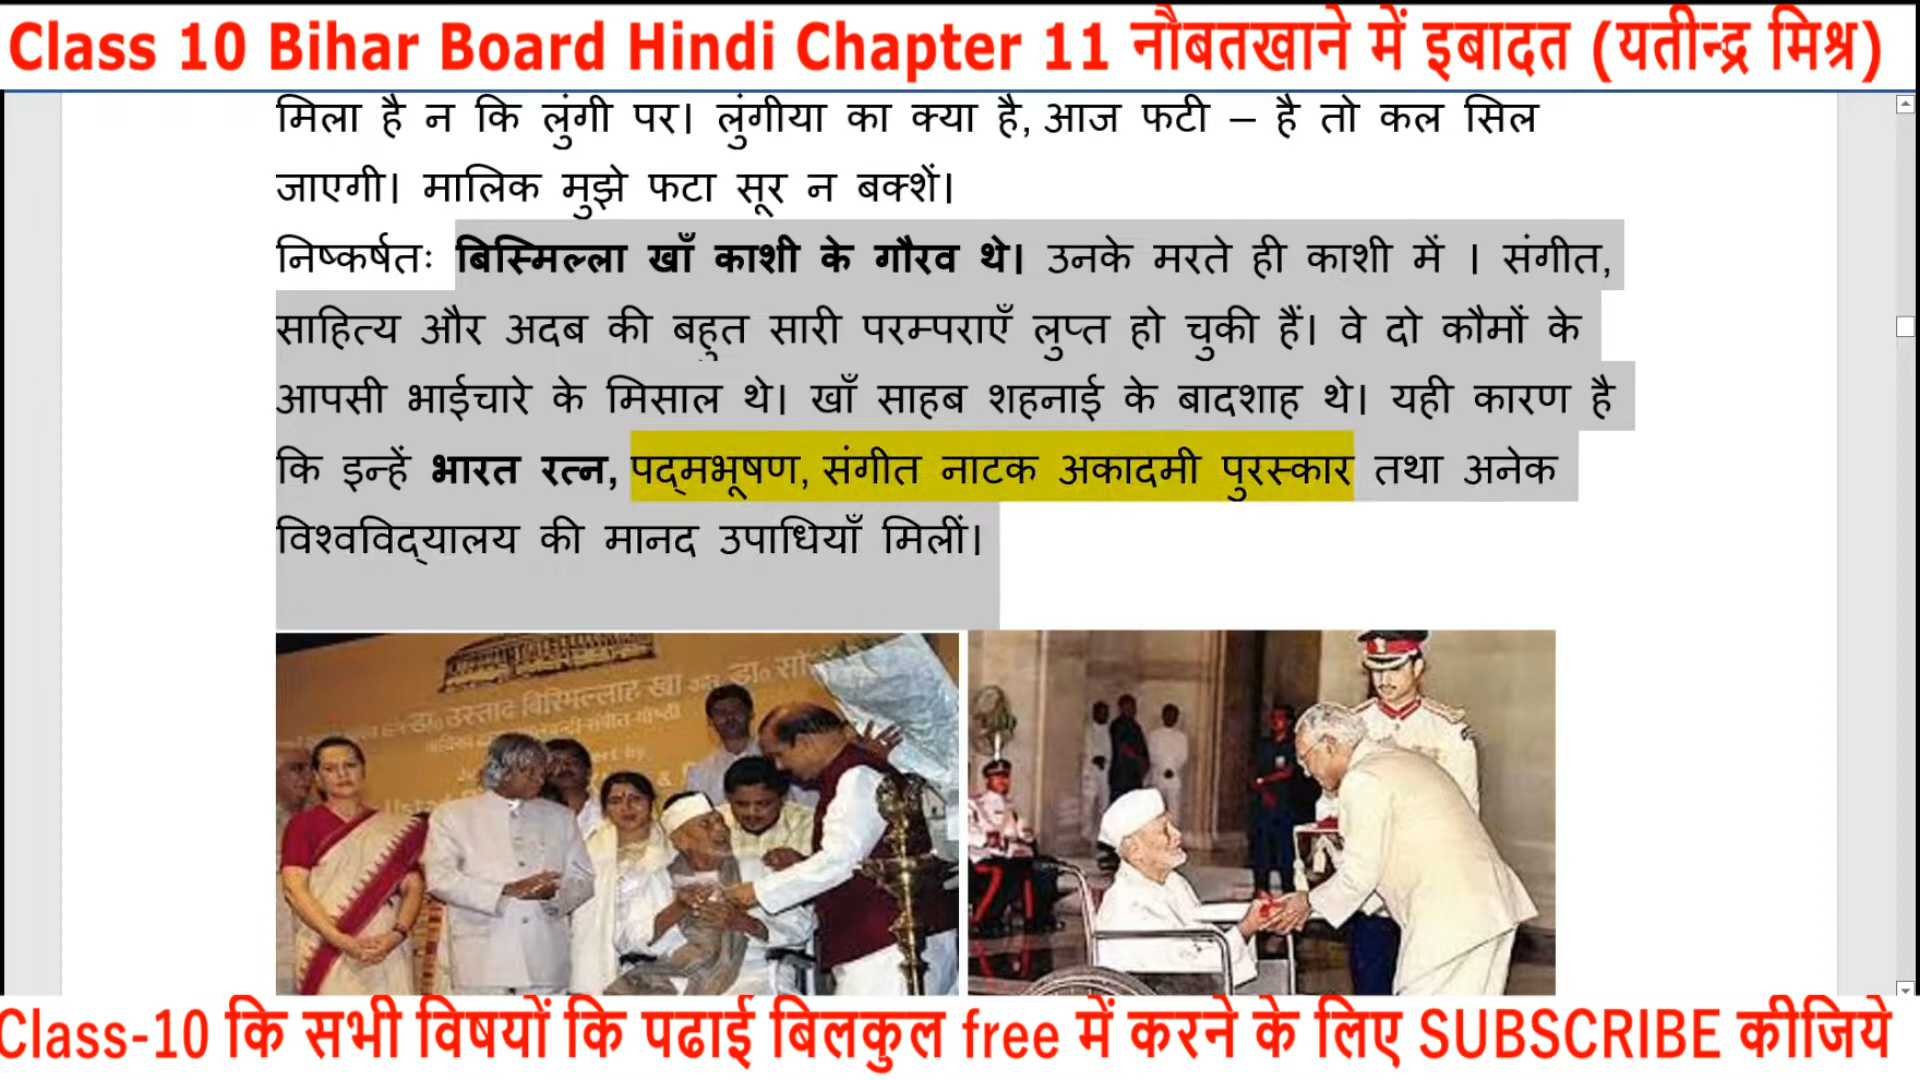 Class 10 Bihar Board Hindi Chapter 11 नौबतखाने में इबादत (यतीन्द्र मिश्र)
मिला है न कि लुंगी पर। लुंगीया का क्या है, आज फटी – है तो कल सिल
जाएगी। मालिक मुझे फटा सूर न बक्शें।
निष्कर्षतः बिस्मिल्ला खाँ काशी के गौरव थे। उनके मरते ही काशी में । संगीत,
साहित्य और अदब की बहुत सारी परम्पराएँ लुप्त हो चुकी हैं। वे दो कौमों के
आपसी भाईचारे के मिसाल थे। खाँ साहब शहनाई के बादशाह थे। यही कारण है
कि इन्हें भारत रत्न, पद्मभूषण, संगीत नाटक अकादमी पुरस्कार तथा अनेक
विश्वविद्यालय की मानद उपाधियाँ मिलीं।
उस्ताद बिस्मिल्लाह खाँ
Class-10 कि सभी विषयों कि पढाई बिलकुल free में करने के लिए SUBSCRIBE कीजिये